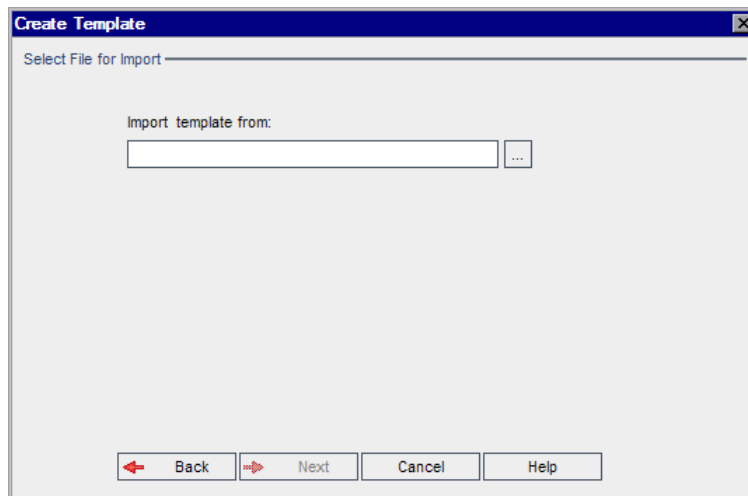 Create Template
Select File for Import
Import template from:
...
Back Next Cancel Help